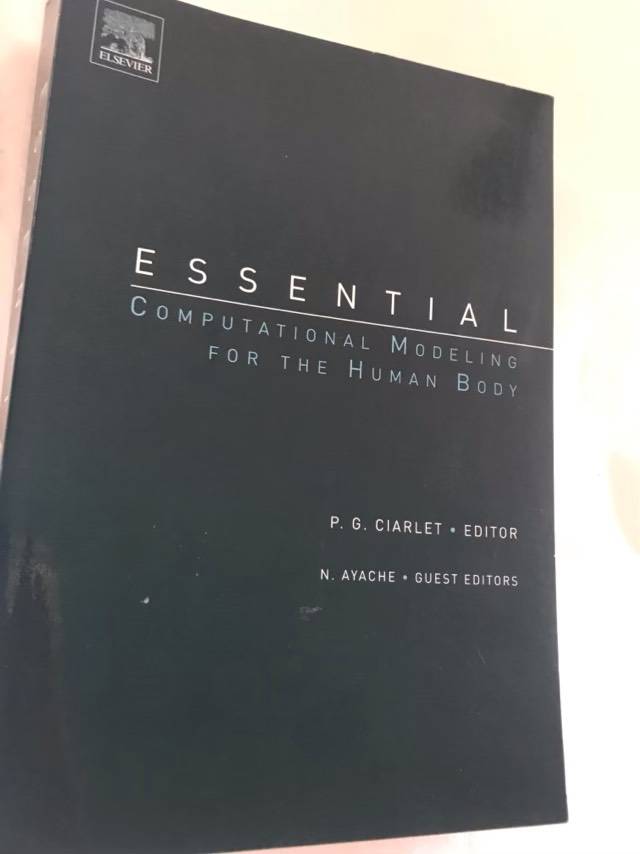 ELSEVIER
ESSENTIAL
COMPUTATIONAL MODELING
FOR THE HUMAN BODY
P. G. CIARLET • EDITOR
N. AYACHE • GUEST EDITORS